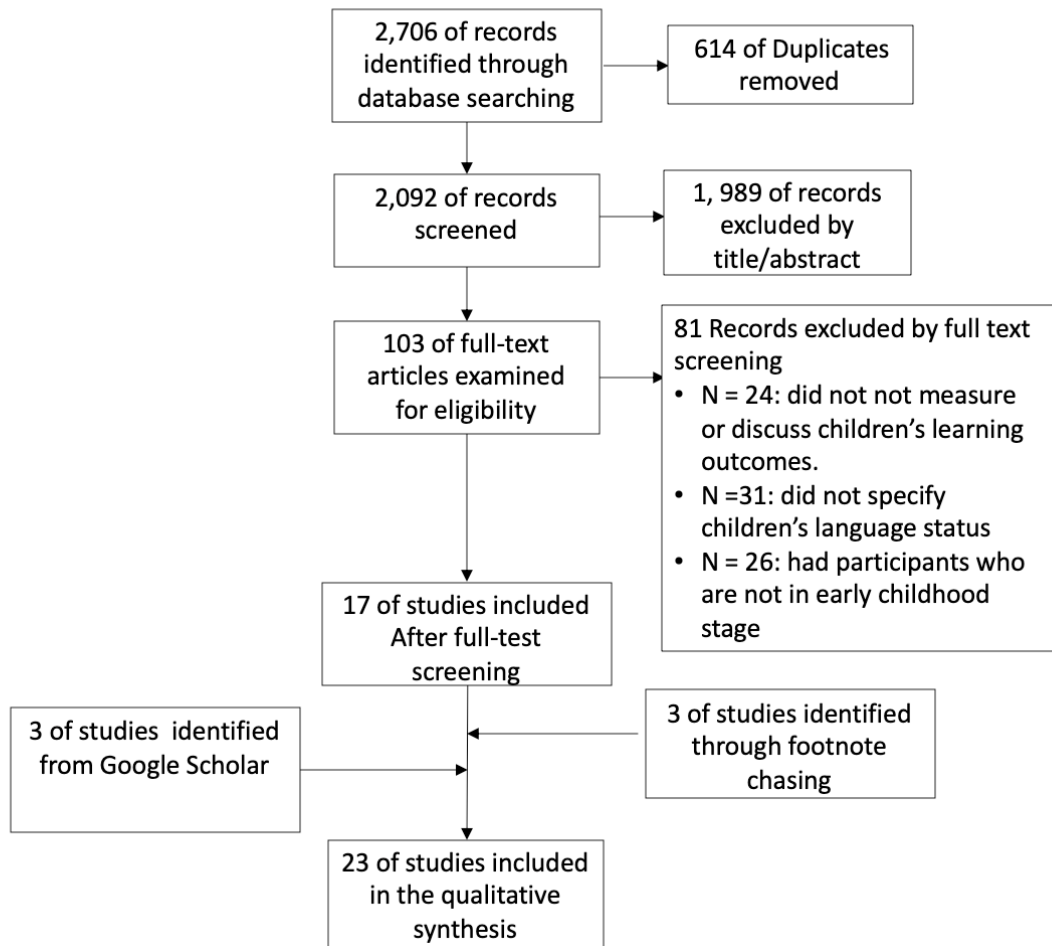 2,706 of records
identified through
database searching
614 of Duplicates
removed
2,092 of records
screened
1, 989 of records
excluded by
title/abstract
103 of full-text
articles examined
for eligibility
81 Records excluded by full text
screening
• N = 24: did not not measure
or discuss children’s learning
outcomes.
• N =31: did not specify
children’s language status
• N = 26: had participants who
are not in early childhood
stage
17 of studies included
After full-test
screening
3 of studies identified
from Google Scholar
3 of studies identified
through footnote
chasing
23 of studies included
in the qualitative
synthesis